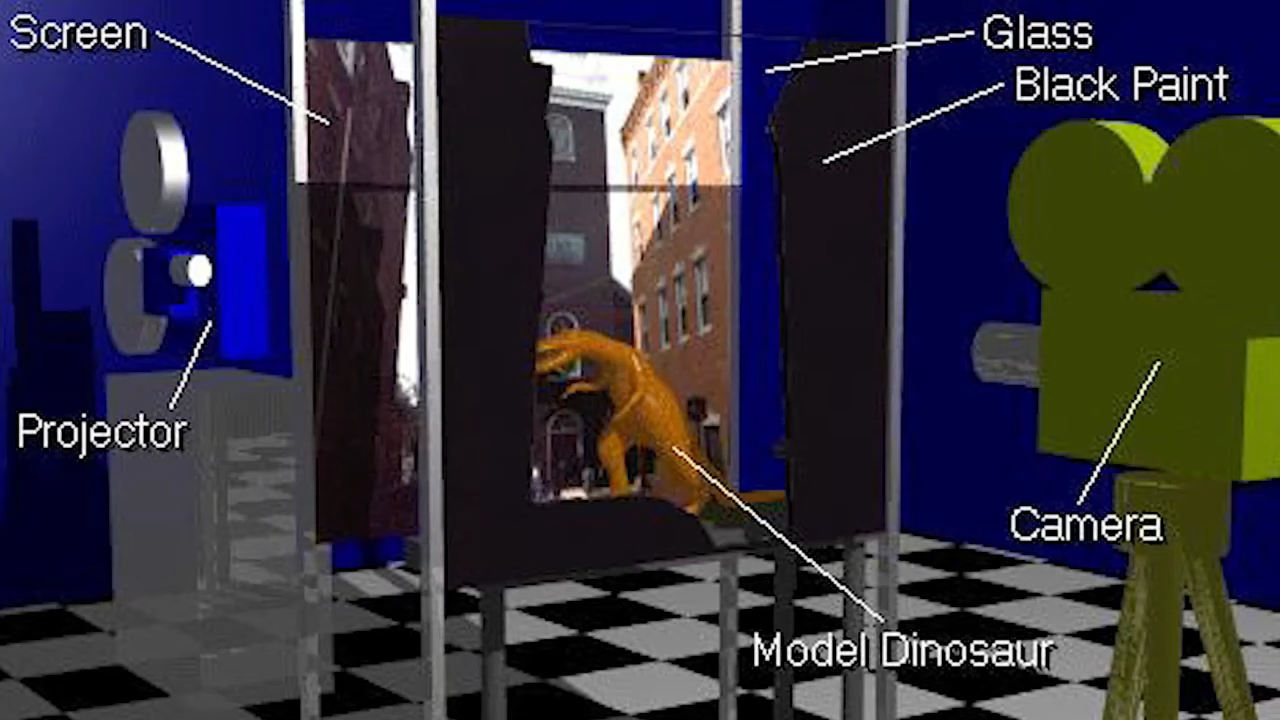 Screen
Glass
Black Paint
Projector
Camera
Model Dinosaur